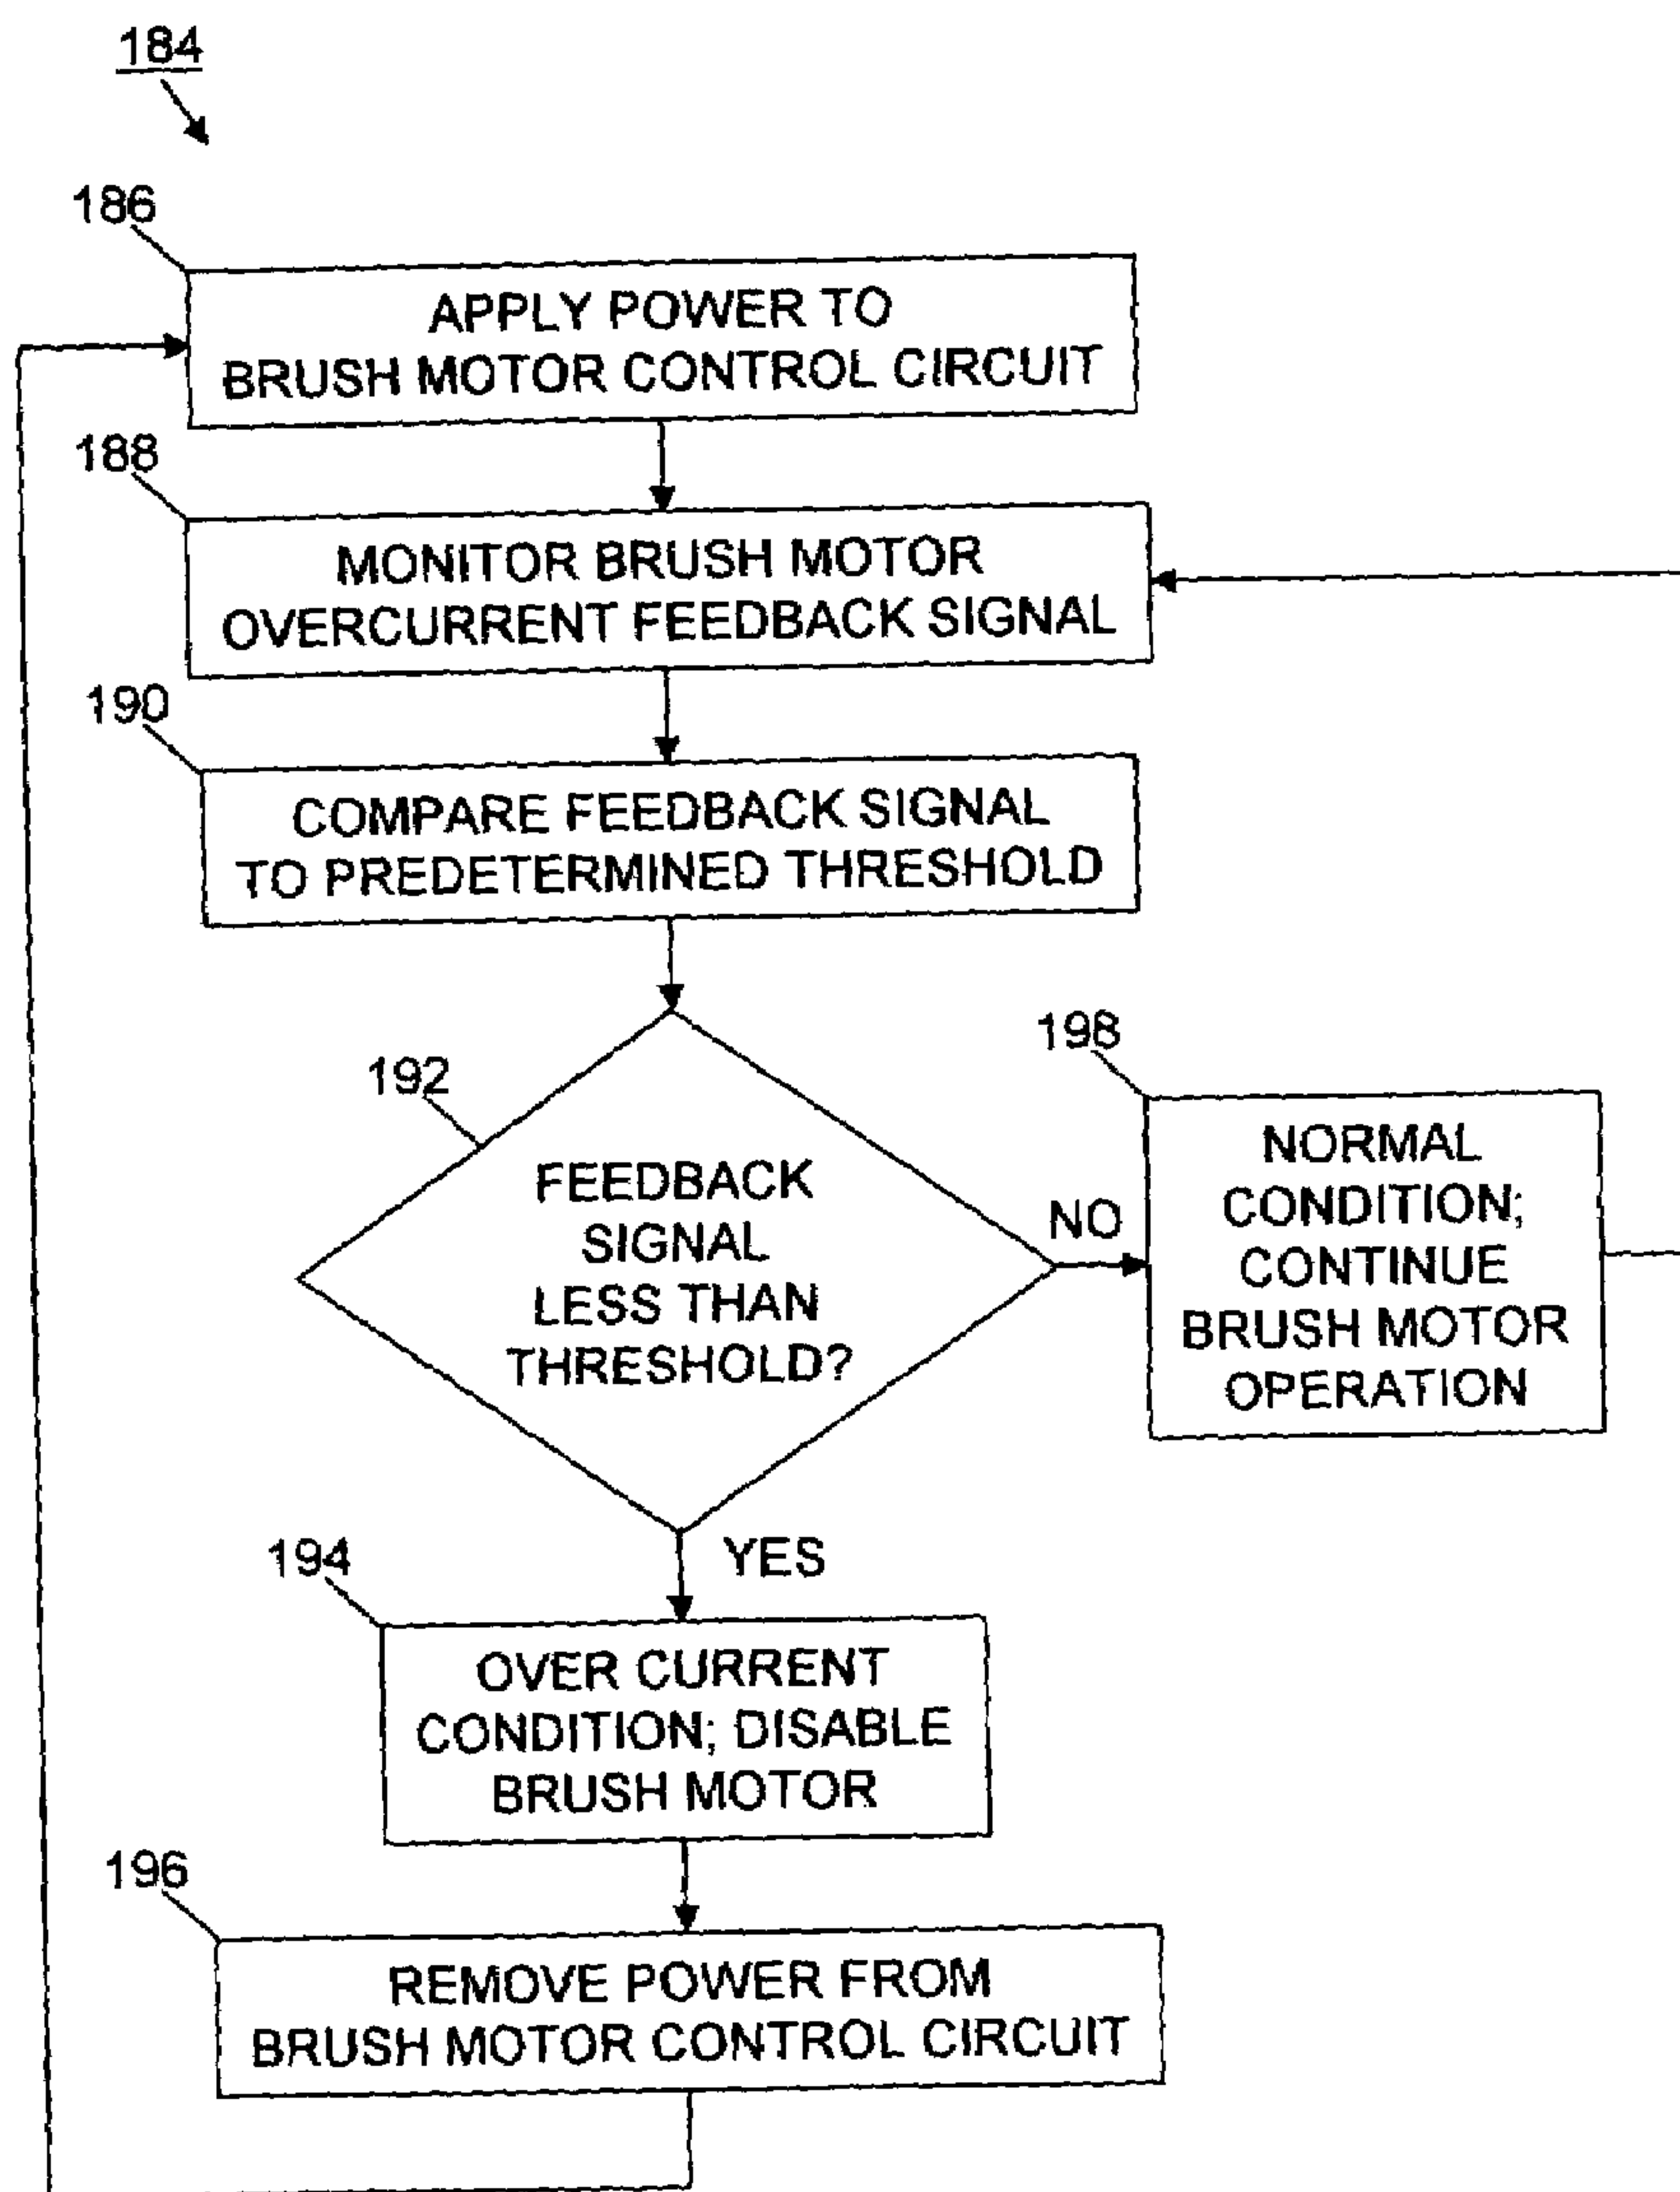 184
186
APPLY POWER TO
BRUSH MOTOR CONTROL CIRCUIT
188
MONITOR BRUSH MOTOR
OVERCURRENT FEEDBACK SIGNAL
190
COMPARE FEEDBACK SIGNAL
TO PREDETERMINED THRESHOLD
192
FEEDBACK
SIGNAL
LESS THAN
THRESHOLD?
NO
198
NORMAL
CONDITION;
CONTINUE
BRUSH MOTOR
OPERATION
YES
194
OVER CURRENT
CONDITION; DISABLE
BRUSH MOTOR
196
REMOVE POWER FROM
BRUSH MOTOR CONTROL CIRCUIT